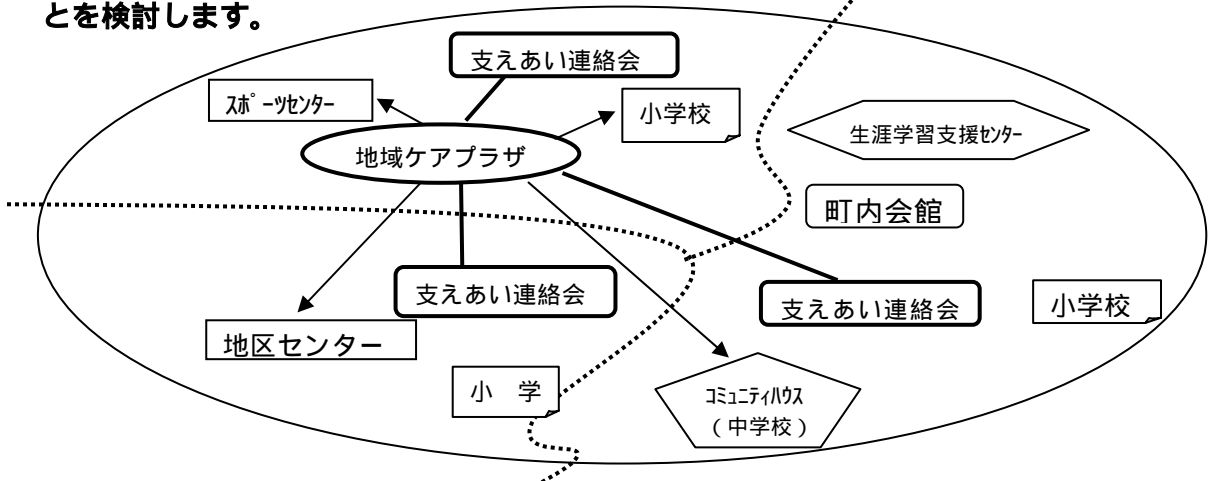 とを検討します。
支えあい連絡会
ｽﾎﾟｰﾂｾﾝﾀｰ
小学校
生涯学習支援ｾﾝﾀｰ
地域ケアプラザ
町内会館
支えあい連絡会
支えあい連絡会
小学校
地区センター
小　学
ｺﾐｭﾆﾃｨﾊｳｽ
（中学校）